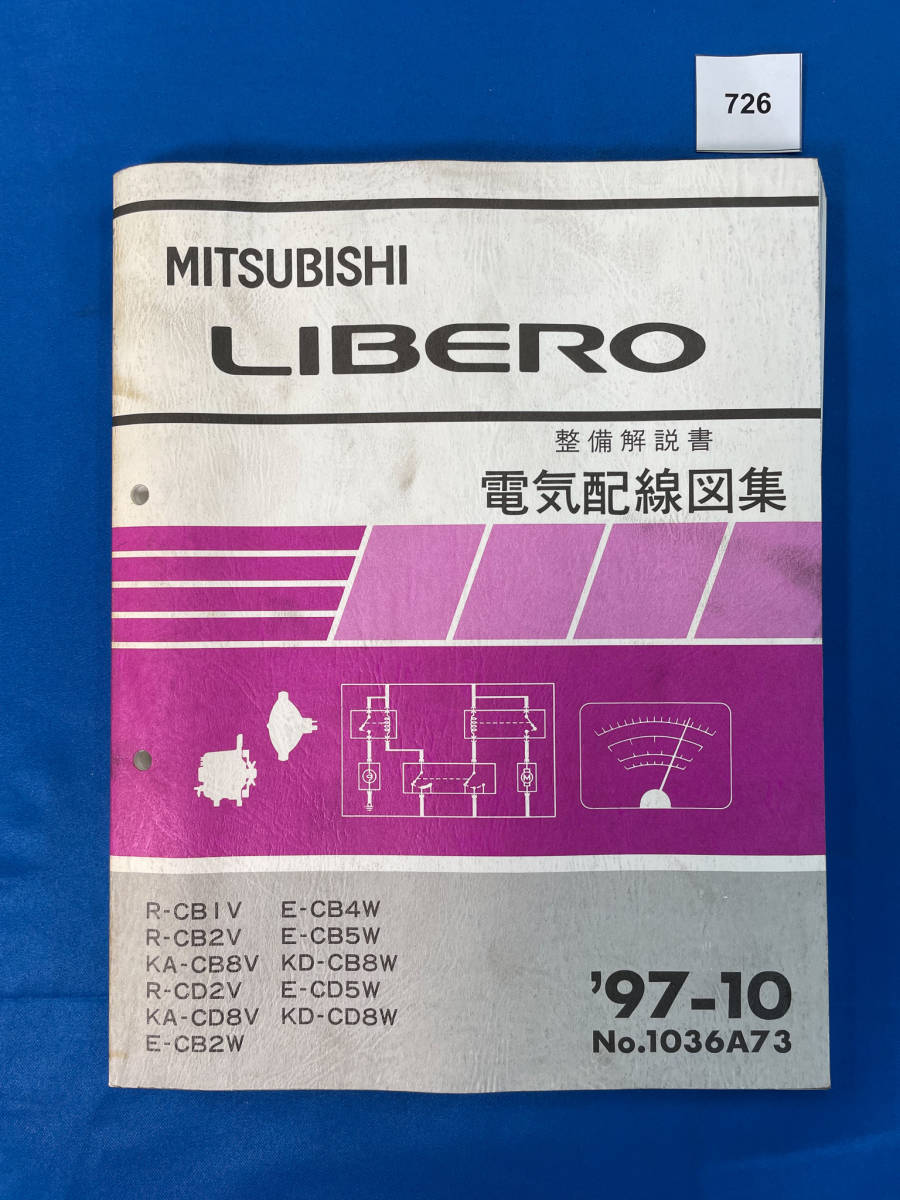 726
MITSUBISHI
LIBERO
整備解説書
電気配線図集
M
R-CB1V E-CB4W
R-CB2V E-CB5W
KA-CB8V KD-CB8W
R-CD2V E-CD5W
KA-CD8V KD-CD8W
E-CB2W
'97-10
No.1036A73